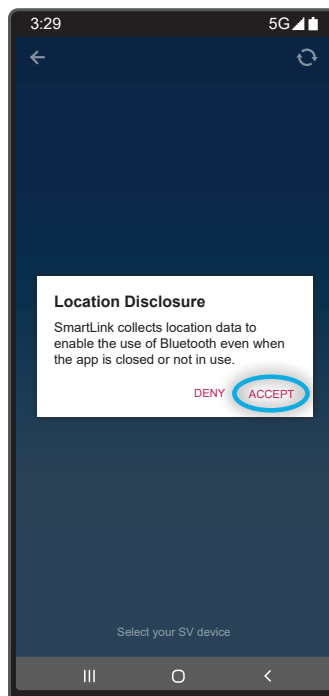 3:29 5G
Location Disclosure
SmartLink collects location data to
enable the use of Bluetooth even when
the app is closed or not in use.
DENY ACCEPT
Select your SV device